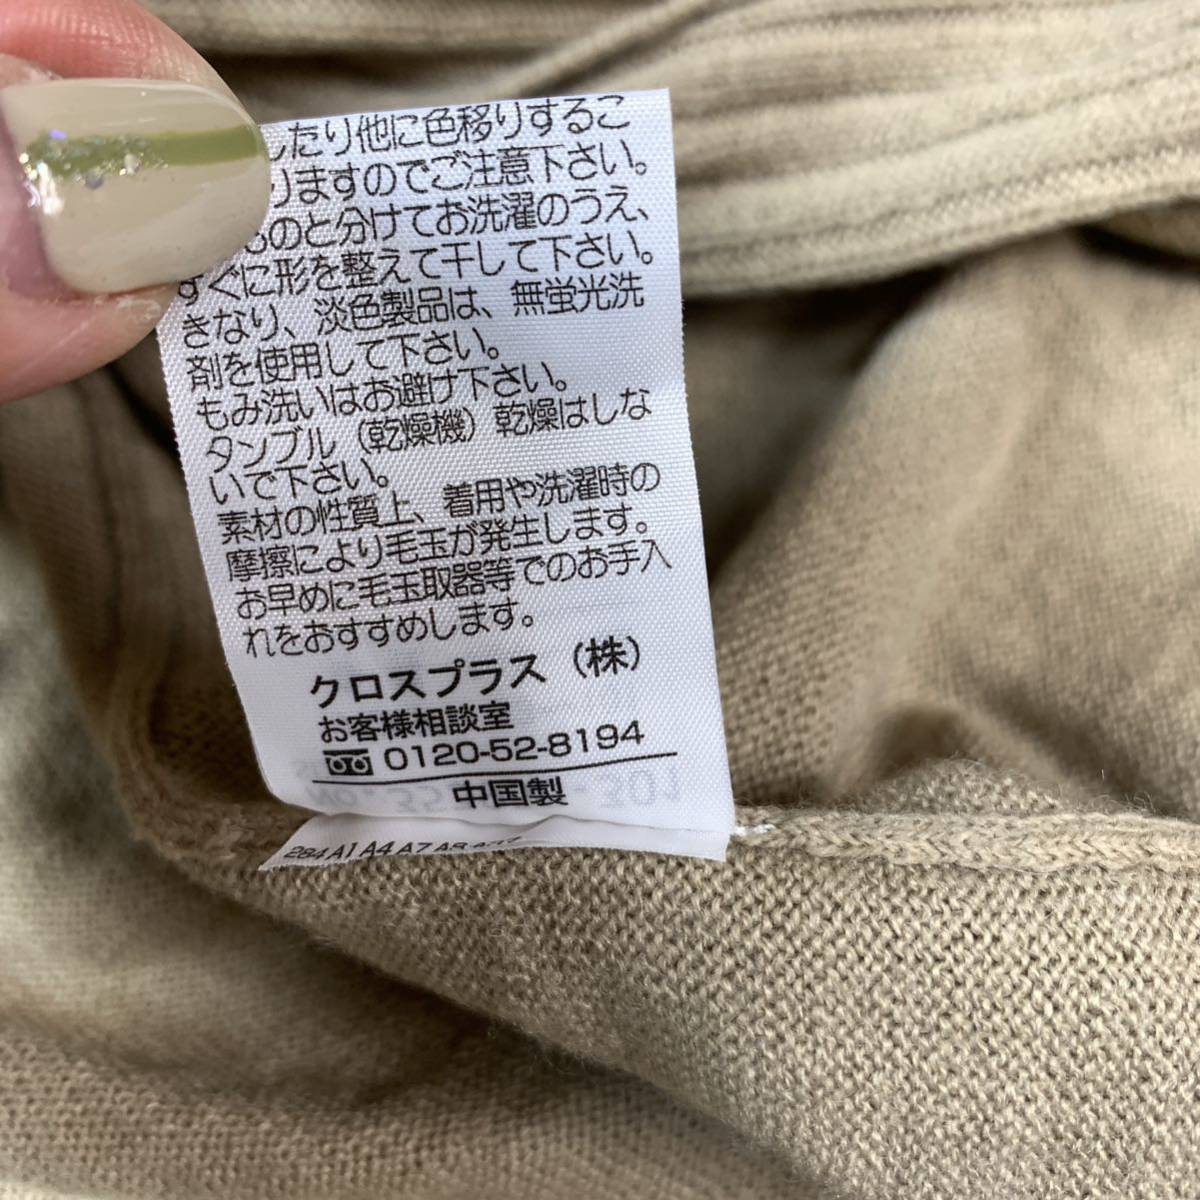 したり他に色移りするこ
りますのでご注意下さい。
ものと分けてお洗濯のうえ、
すぐに形を整えて干して下さい。
きなり、淡色製品は、無蛍光洗
剤を使用して下さい。
もみ洗いはお避け下さい。
タンブル（乾燥機）乾燥はしな
いで下さい。
素材の性質上、着用や洗濯時の
摩擦により毛玉が発生します。
お早めに毛玉取器等でのお手入
れをおすすめします。
クロスプラス（株）
お客様相談室
0120-52-8194
中国製
284 A1 A4 A7 A8